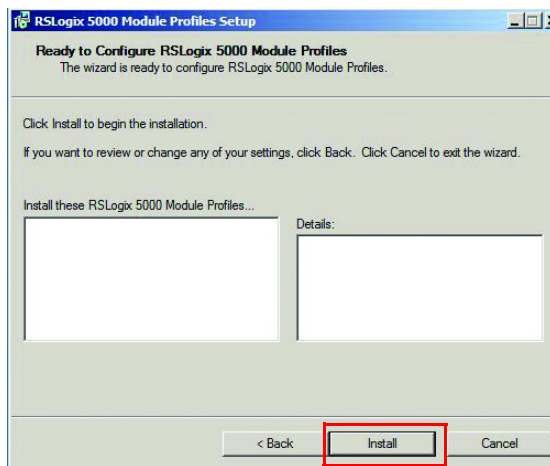 RSLogix 5000 Module Profiles Setup
Ready to Configure RSLogix 5000 Module Profiles
The wizard is ready to configure RSLogix 5000 Module Profiles.
Click Install to begin the installation.
If you want to review or change any of your settings, click Back. Click Cancel to exit the wizard.
Install these RSLogix 5000 Module Profiles...
Details:
< Back
Install
Cancel